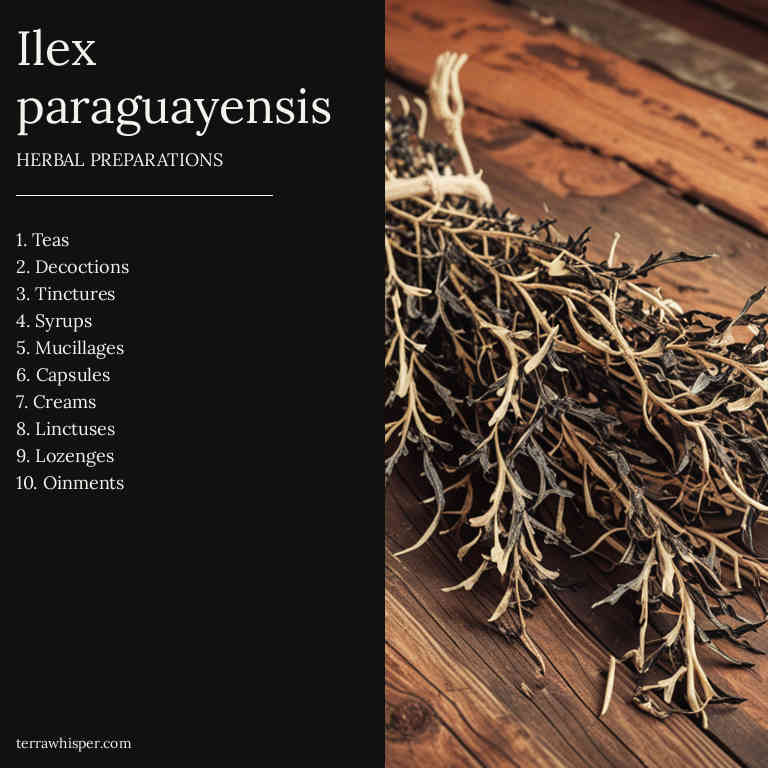 Ilex
paraguayensis
HERBAL PREPARATIONS
1. Teas
2. Decoctions
3. Tinctures
4. Syrups
5. Mucillages
6. Capsules
7. Creams
8. Linctuses
9. Lozenges
10. Oinments
terrawhisper.com